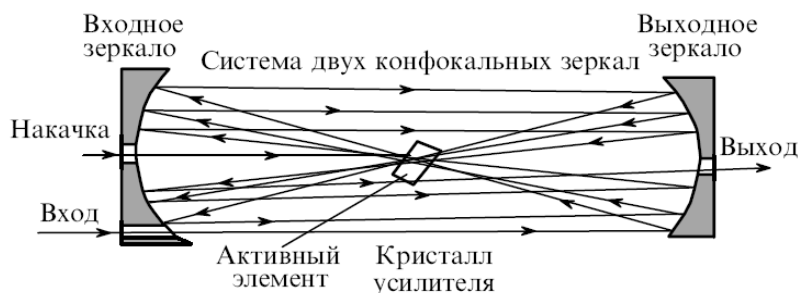 Входное
зеркало
Выходное
зеркало
Система двух конфокальных зеркал
Накачка
Выход
Вход
Активный
элемент
Кристалл
усилителя